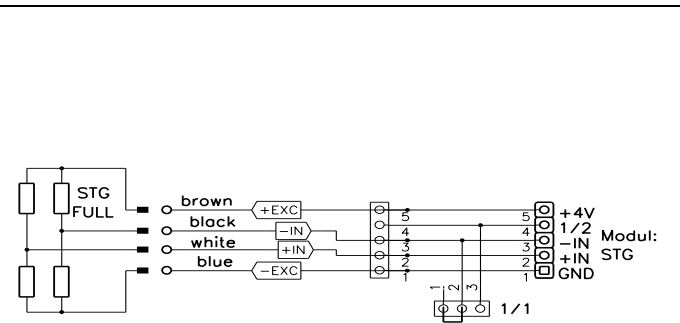 STG
FULL
brown
+EXC
black
-IN
white
+IN
blue
-EXC
5
4
3
2
1
5
4
3
2
1
+4V
1/2
-IN
+IN
GND
Modul:
STG
1
2
3
1/1